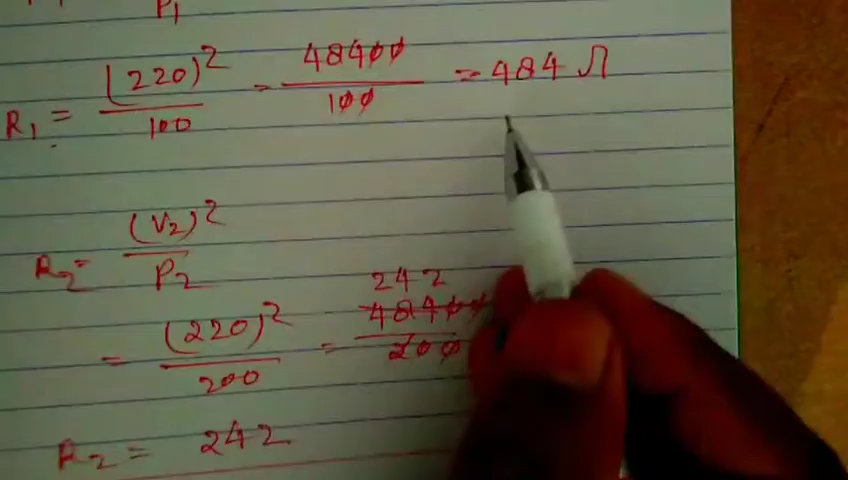 P₁
R₁ = (220)² / 100 = 48400 / 100 = 484 Ω
R₂ = (V₂)² / P₂
242
= (220)² / 200 = 48400 / 200
R₂ = 242